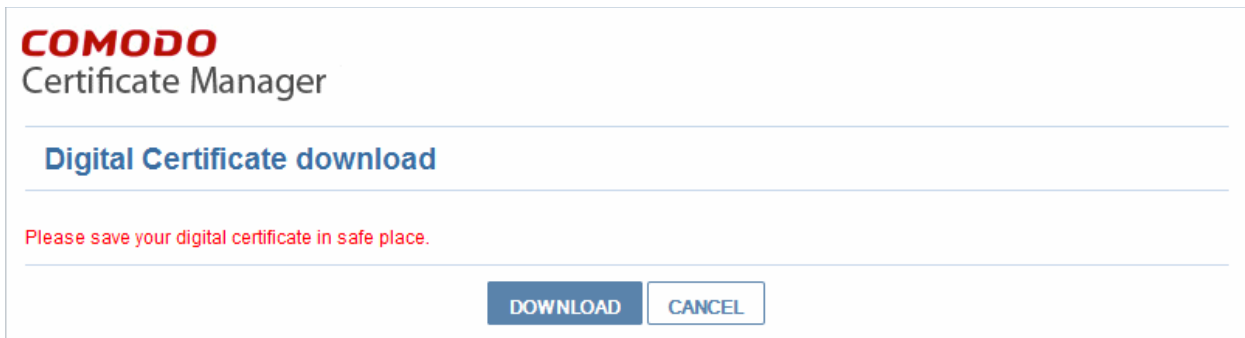 COMODO
Certificate Manager
Digital Certificate download
Please save your digital certificate in safe place.
DOWNLOAD CANCEL